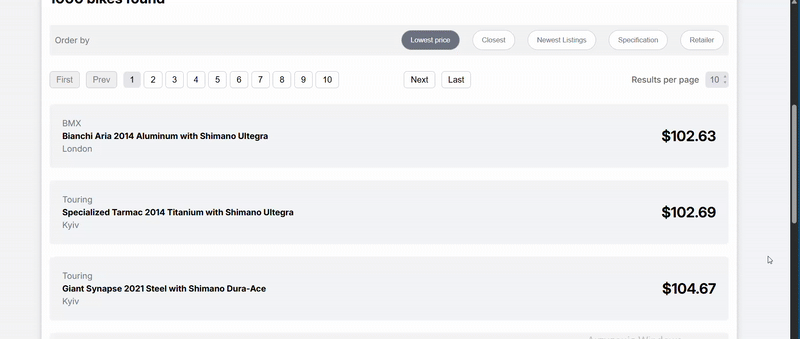 1000 bikes found
Order by
Lowest price
Closest
Newest Listings
Specification
Retailer
First Prev 1 2 3 4 5 6 7 8 9 10 Next Last Results per page 10
BMX
Bianchi Aria 2014 Aluminum with Shimano Ultegra $102.63
London
Touring
Specialized Tarmac 2014 Titanium with Shimano Ultegra $102.69
Kyiv
Touring
Giant Synapse 2021 Steel with Shimano Dura-Ace $104.67
Kyiv